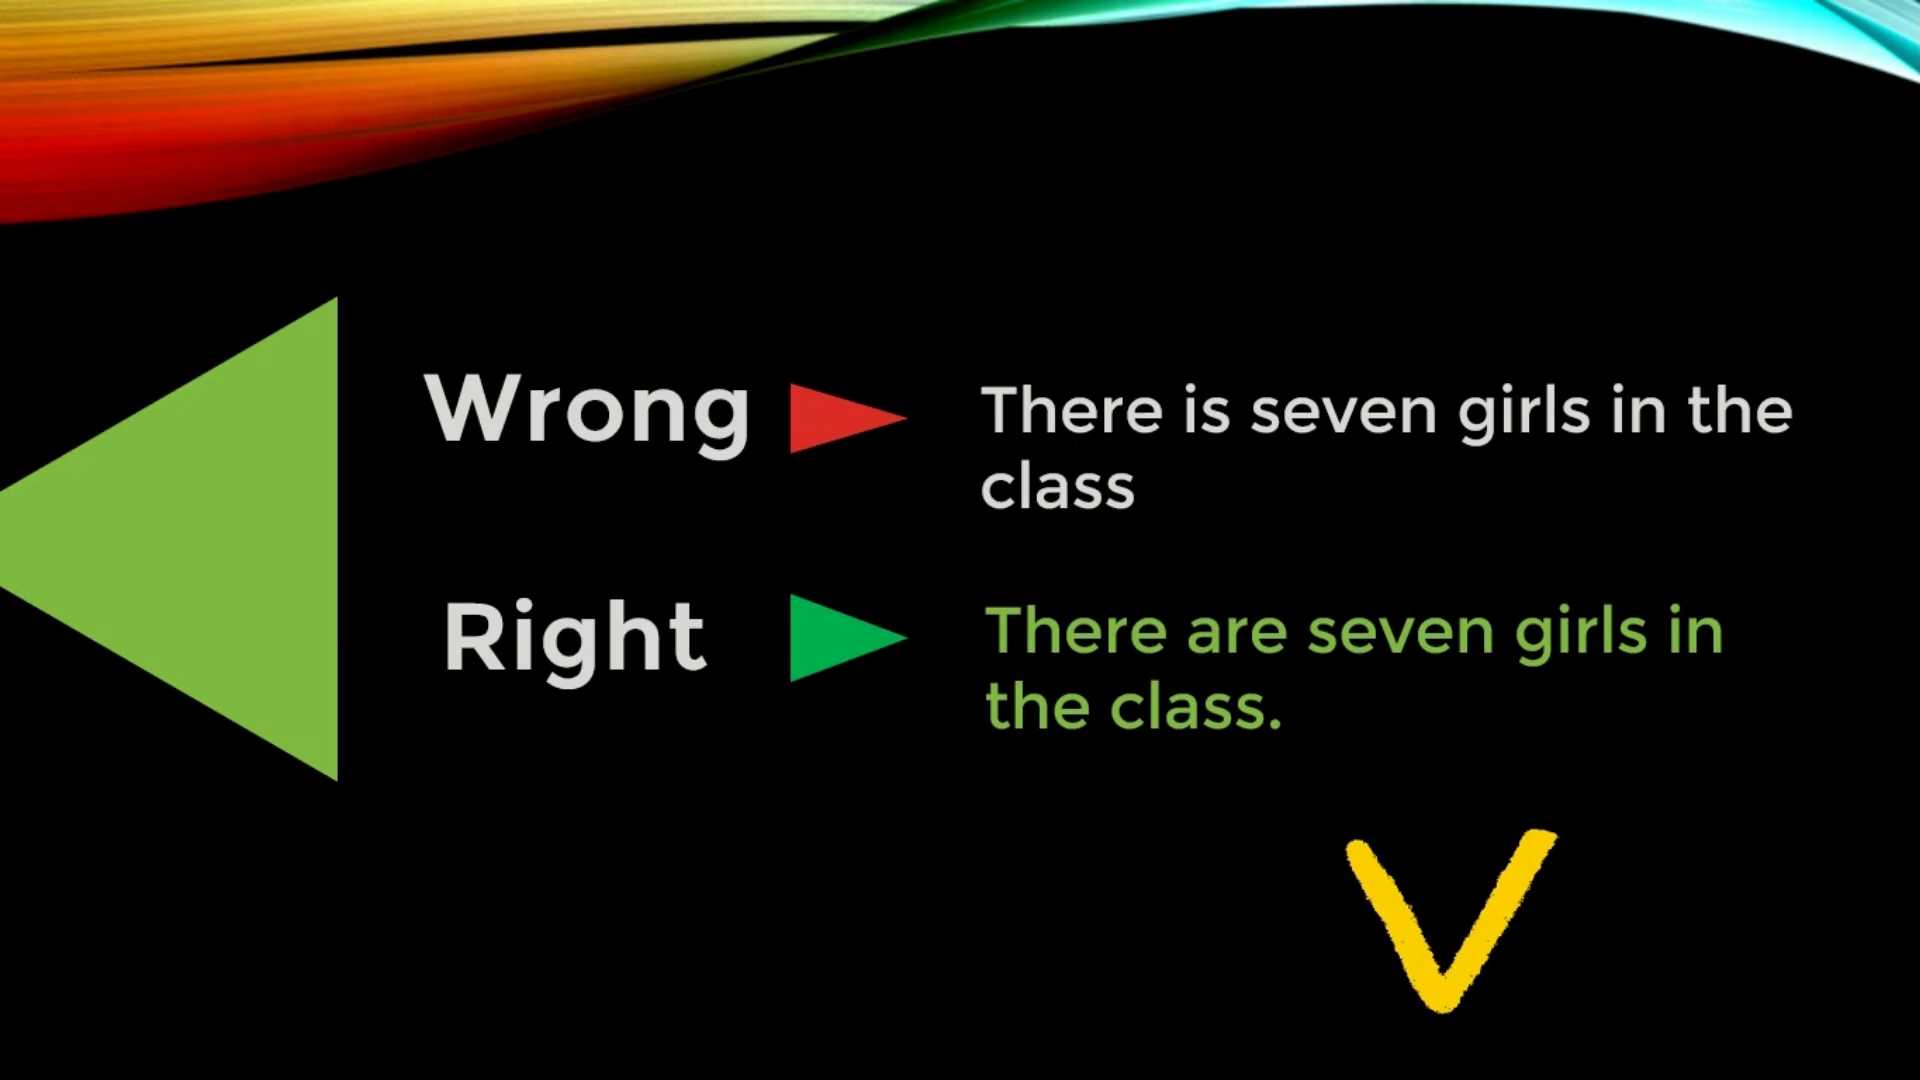 Wrong
There is seven girls in the
class
Right
There are seven girls in
the class.